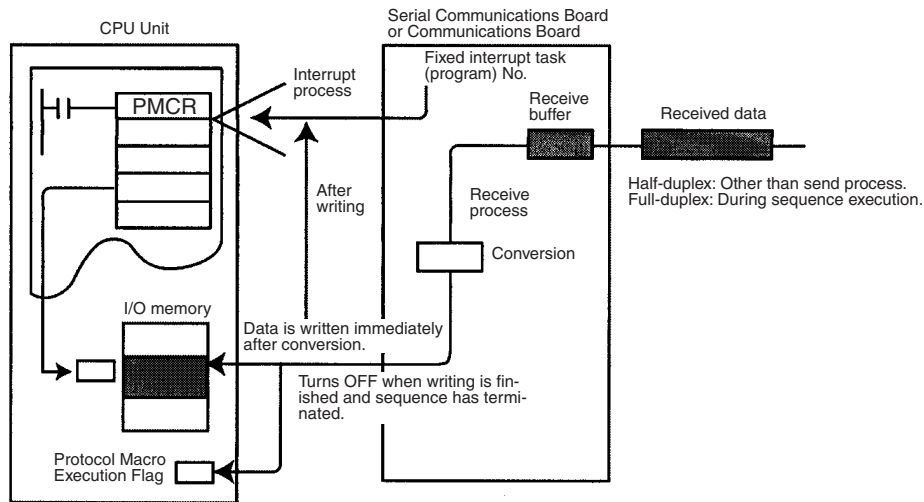 Serial Communications Board
or Communications Board
CPU Unit
Fixed interrupt task
(program) No.
Interrupt
process
PMCR
Receive
buffer
Received data
After
writing
Receive
process
Half-duplex: Other than send process.
Full-duplex: During sequence execution.
Conversion
I/O memory
Data is written immediately
after conversion.
Turns OFF when writing is fin-
ished and sequence has termi-
nated.
Protocol Macro
Execution Flag